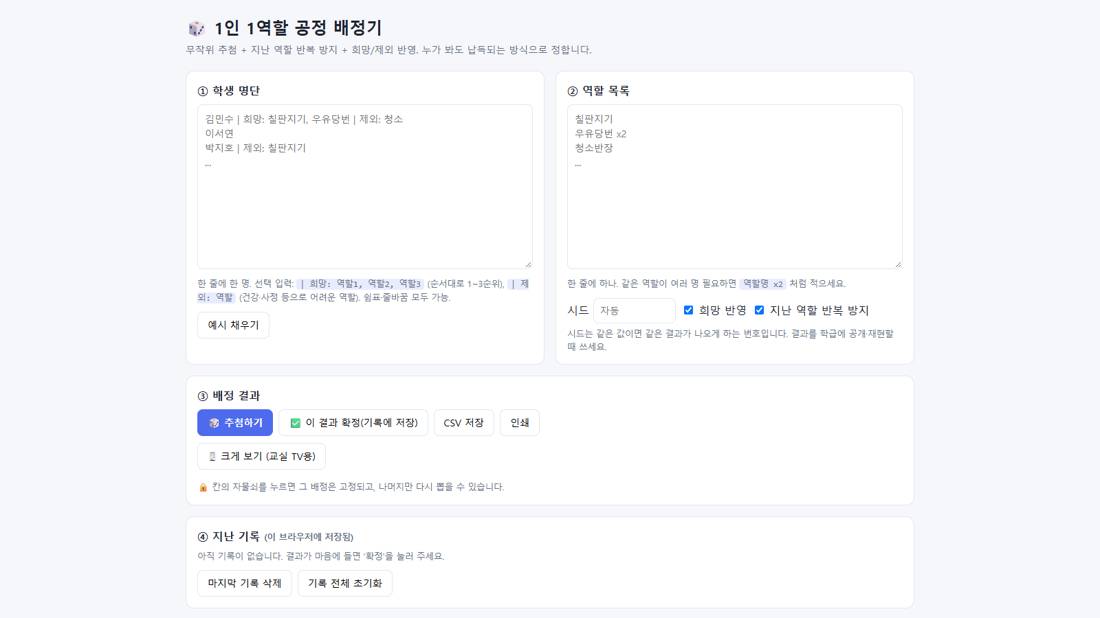 🎲 1인 1역할 공정 배정기
무작위 추첨 + 지난 역할 반복 방지 + 희망/제외 반영. 누가 봐도 납득되는 방식으로 정합니다.
① 학생 명단
김민수 | 희망: 칠판지기, 우유당번 | 제외: 청소
이서연
박지호 | 제외: 칠판지기
...
한 줄에 한 명. 선택 입력: | 희망: 역할1, 역할2, 역할3 (순서대로 1~3순위), | 제
외: 역할 (건강·사정 등으로 어려운 역할). 쉼표·줄바꿈 모두 가능.
예시 채우기
② 역할 목록
칠판지기
우유당번 x2
청소반장
...
한 줄에 하나. 같은 역할이 여러 명 필요하면 역할명 x2 처럼 적으세요.
시드 자동 희망 반영 지난 역할 반복 방지
시드는 같은 값이면 같은 결과가 나오게 하는 번호입니다. 결과를 학급에 공개·재현할
때 쓰세요.
③ 배정 결과
🎲 추첨하기 ✅ 이 결과 확정(기록에 저장) CSV 저장 인쇄
크게 보기 (교실 TV용)
🔒 칸의 자물쇠를 누르면 그 배정은 고정되고, 나머지만 다시 뽑을 수 있습니다.
④ 지난 기록 (이 브라우저에 저장됨)
아직 기록이 없습니다. 결과가 마음에 들면 '확정'을 눌러 주세요.
마지막 기록 삭제 기록 전체 초기화